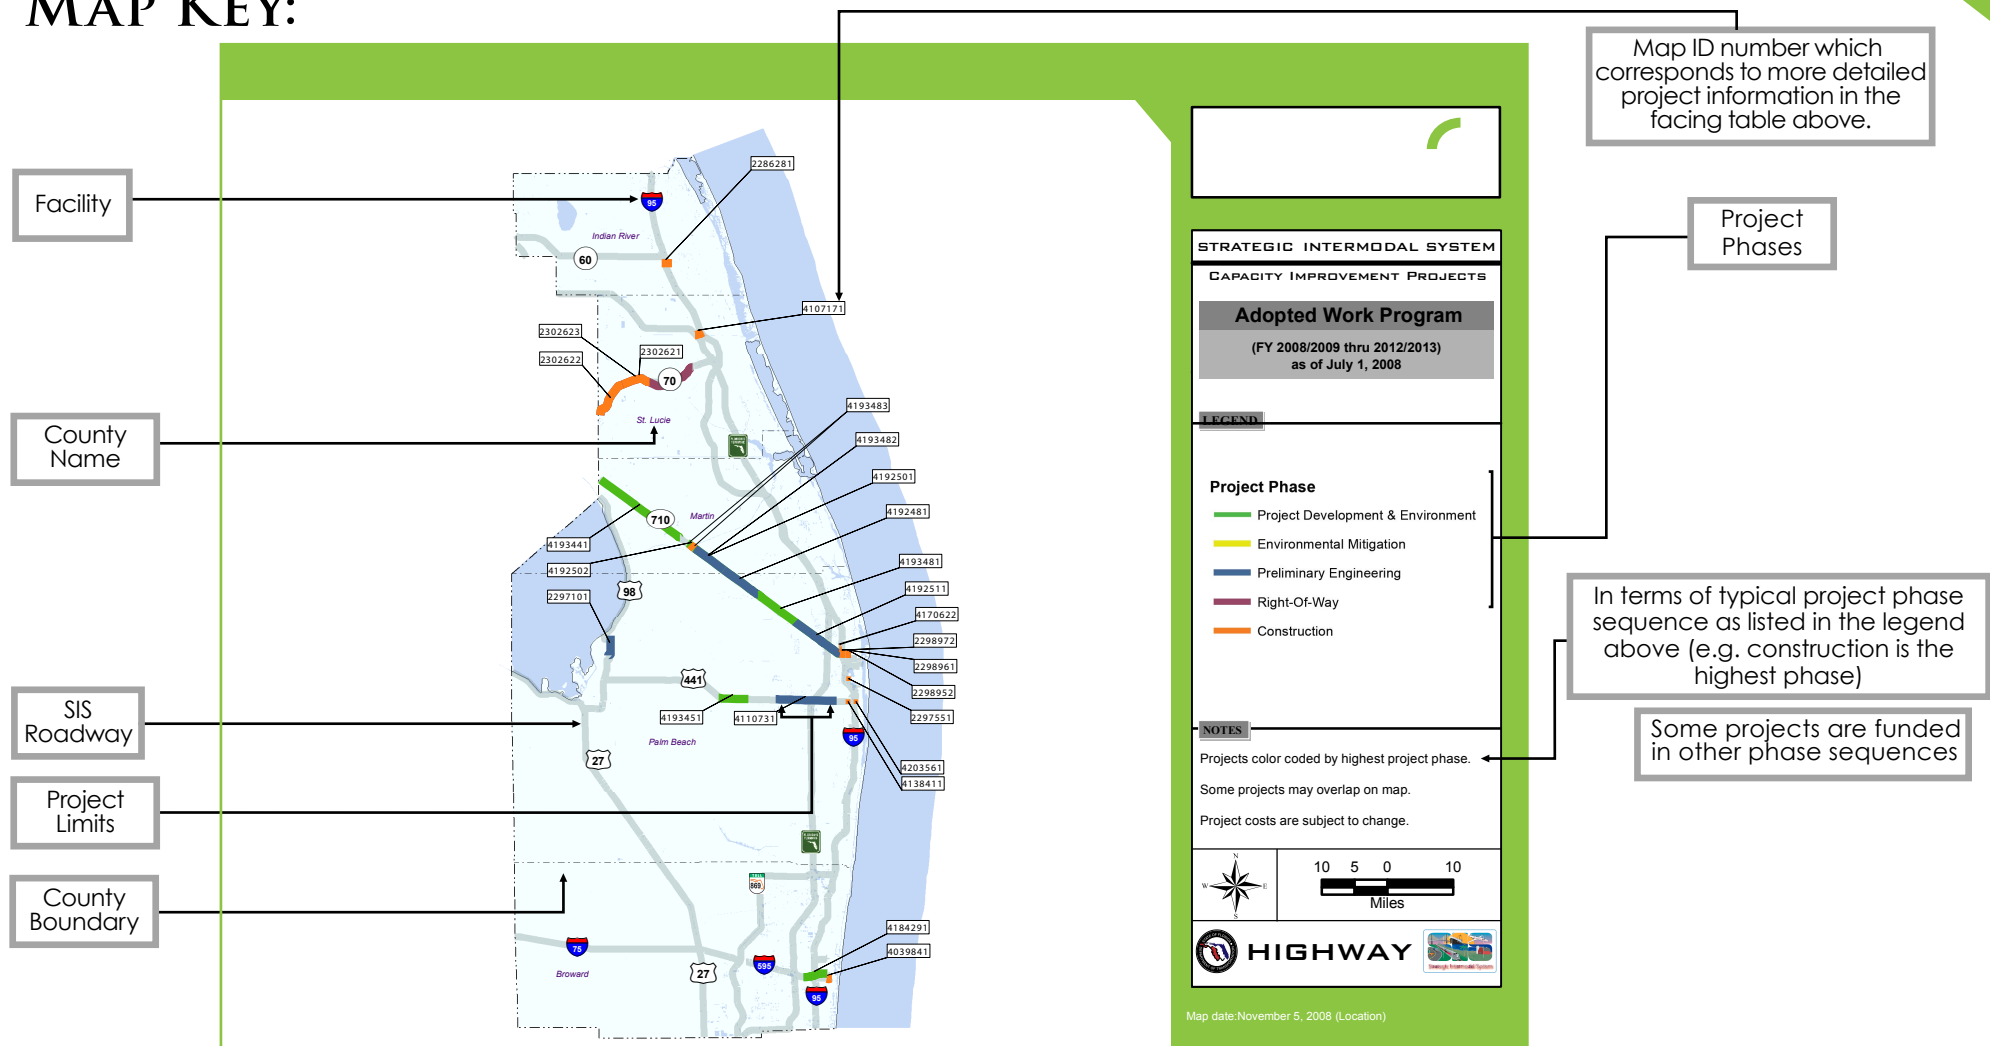 MAP KEY:
Map ID number which
corresponds to more detailed
project information in the
facing table above.
Facility
County
Name
SIS
Roadway
Project
Limits
County
Boundary
2286281
95
Indian River
60
4107171
2302623
2302621
2302622
70
St. Lucie
4193483
4193482
4192501
4192481
710
Martin
4193441
4192502
4193481
98
2297101
4192511
4170622
2298972
2298961
2298952
2297551
441
4193451
4110731
95
Palm Beach
27
4203561
4138411
869
4184291
4039841
75
Broward
595
27
95
STRATEGIC INTERMODAL SYSTEM
CAPACITY IMPROVEMENT PROJECTS
Adopted Work Program
(FY 2008/2009 thru 2012/2013)
as of July 1, 2008
LEGEND
Project Phase
Project Development & Environment
Environmental Mitigation
Preliminary Engineering
Right-Of-Way
Construction
NOTES
Projects color coded by highest project phase.
Some projects may overlap on map.
Project costs are subject to change.
N
W E
S
10 5 0 10
Miles
HIGHWAY
Map date:November 5, 2008 (Location)
Project
Phases
In terms of typical project phase
sequence as listed in the legend
above (e.g. construction is the
highest phase)
Some projects are funded
in other phase sequences